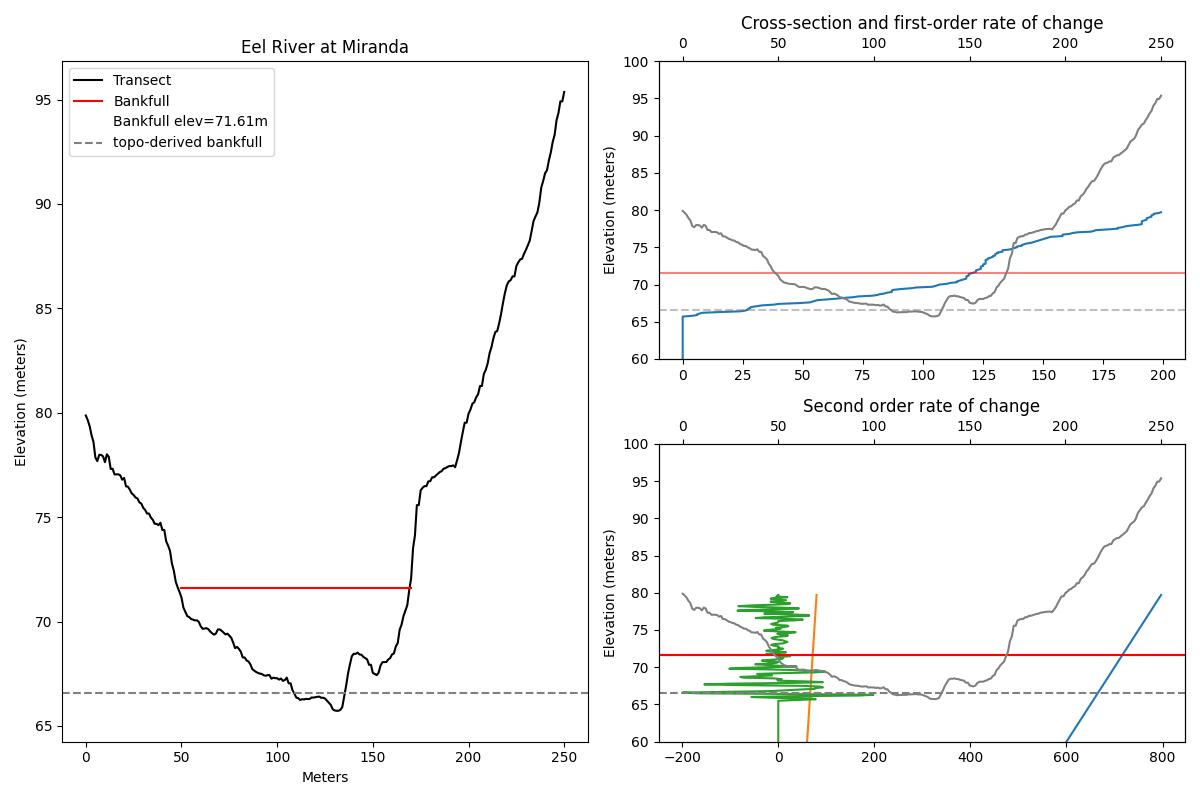 Eel River at Miranda
Transect
Bankfull
Bankfull elev=71.61m
topo-derived bankfull
95
90
85
80
75
70
65
Elevation (meters)
0 50 100 150 200 250
Meters
Cross-section and first-order rate of change
0 50 100 150 200 250
100
95
90
85
80
75
70
65
60
Elevation (meters)
0 25 50 75 100 125 150 175 200
Second order rate of change
0 50 100 150 200 250
100
95
90
85
80
75
70
65
60
Elevation (meters)
−200 0 200 400 600 800